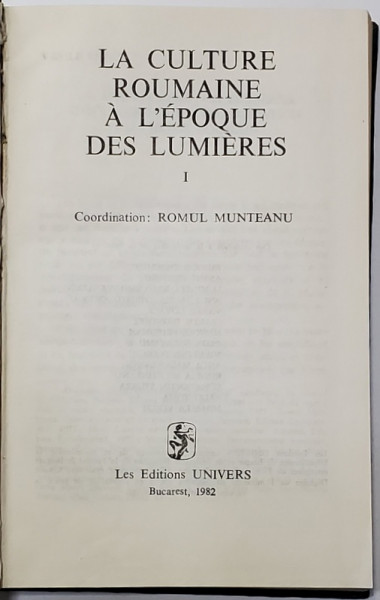 LA CULTURE
ROUMAINE
À L'ÉPOQUE
DES LUMIÈRES
I
Coordination: ROMUL MUNTEANU
Les Editions UNIVERS
Bucarest, 1982